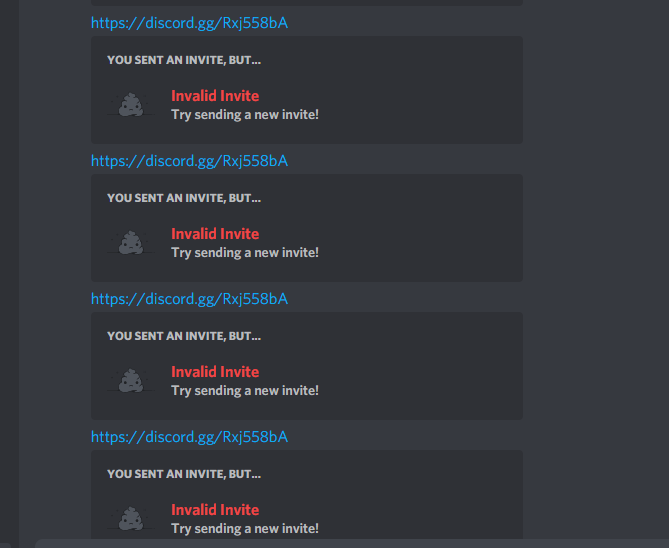 https://discord.gg/Rxj558bA
YOU SENT AN INVITE, BUT...
Invalid Invite
Try sending a new invite!
https://discord.gg/Rxj558bA
YOU SENT AN INVITE, BUT...
Invalid Invite
Try sending a new invite!
https://discord.gg/Rxj558bA
YOU SENT AN INVITE, BUT...
Invalid Invite
Try sending a new invite!
https://discord.gg/Rxj558bA
YOU SENT AN INVITE, BUT...
Invalid Invite
Try sending a new invite!